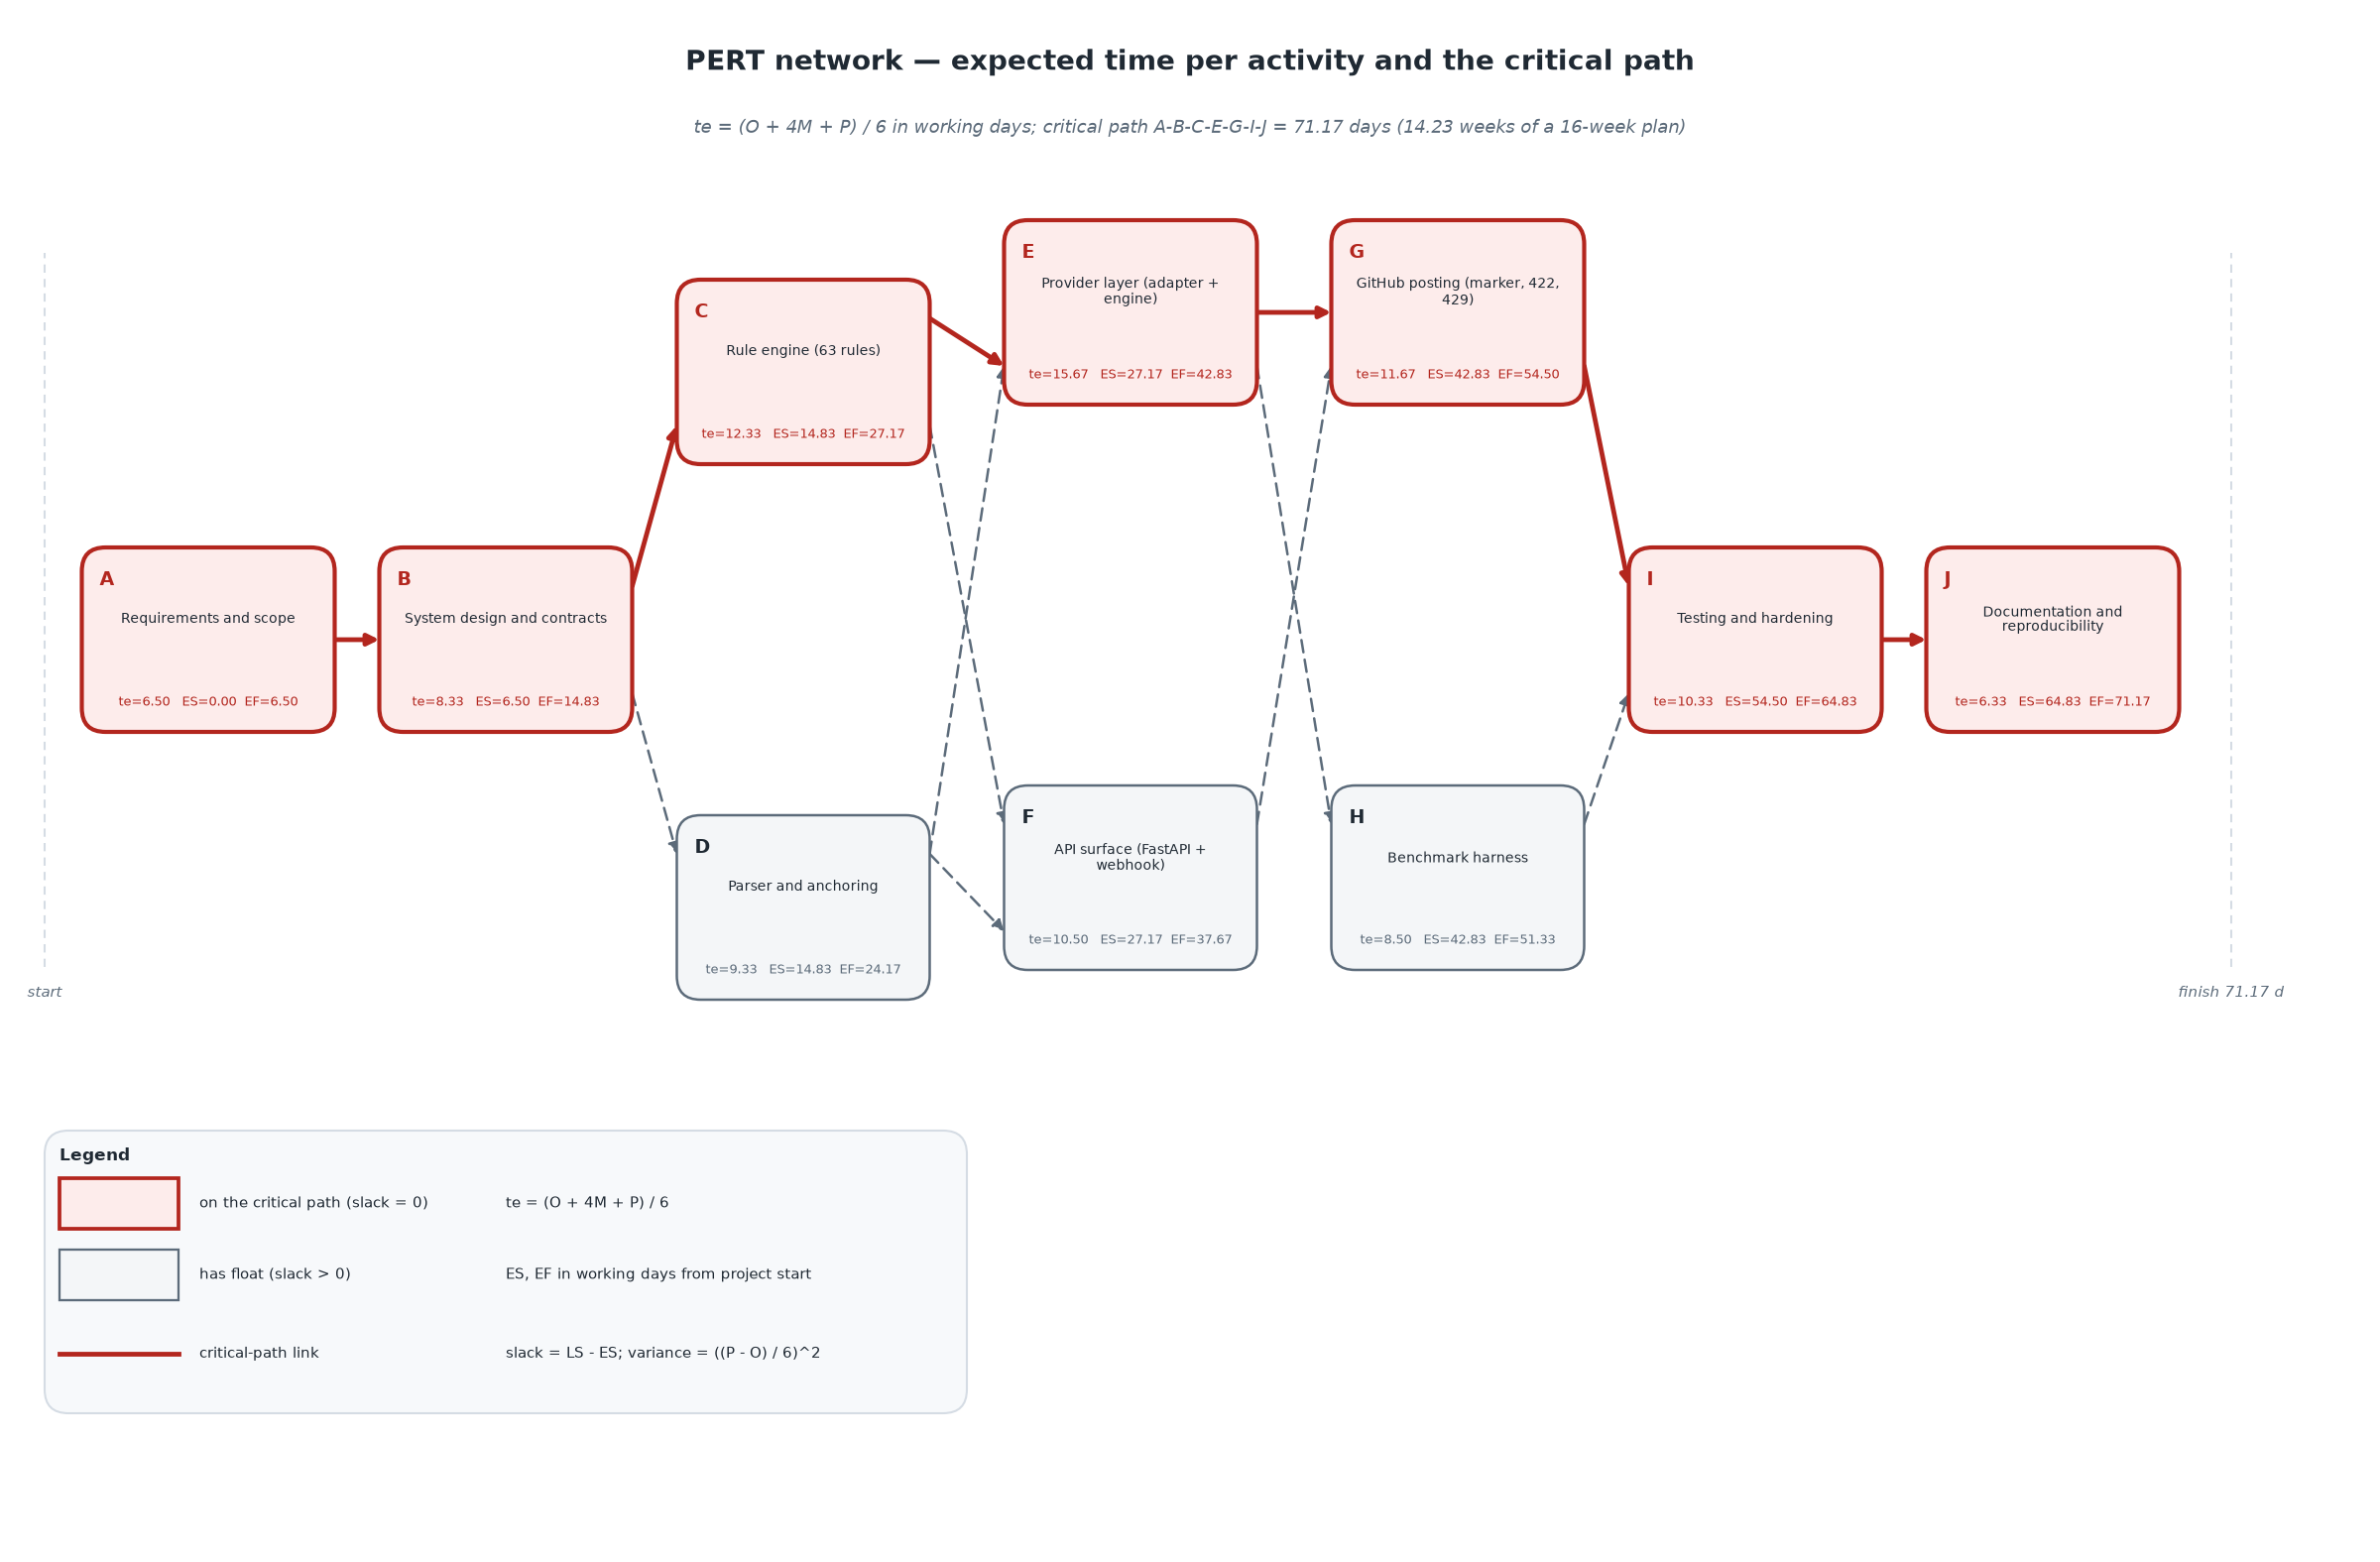 PERT network — expected time per activity and the critical path
te = (O + 4M + P) / 6 in working days; critical path A-B-C-E-G-I-J = 71.17 days (14.23 weeks of a 16-week plan)
A
Requirements and scope
te=6.50 ES=0.00 EF=6.50
B
System design and contracts
te=8.33 ES=6.50 EF=14.83
C
Rule engine (63 rules)
te=12.33 ES=14.83 EF=27.17
D
Parser and anchoring
te=9.33 ES=14.83 EF=24.17
E
Provider layer (adapter +
engine)
te=15.67 ES=27.17 EF=42.83
F
API surface (FastAPI +
webhook)
te=10.50 ES=27.17 EF=37.67
G
GitHub posting (marker, 422,
429)
te=11.67 ES=42.83 EF=54.50
H
Benchmark harness
te=8.50 ES=42.83 EF=51.33
I
Testing and hardening
te=10.33 ES=54.50 EF=64.83
J
Documentation and
reproducibility
te=6.33 ES=64.83 EF=71.17
start
finish 71.17 d
Legend
on the critical path (slack = 0)
te = (O + 4M + P) / 6
has float (slack > 0)
ES, EF in working days from project start
critical-path link
slack = LS - ES; variance = ((P - O) / 6)^2